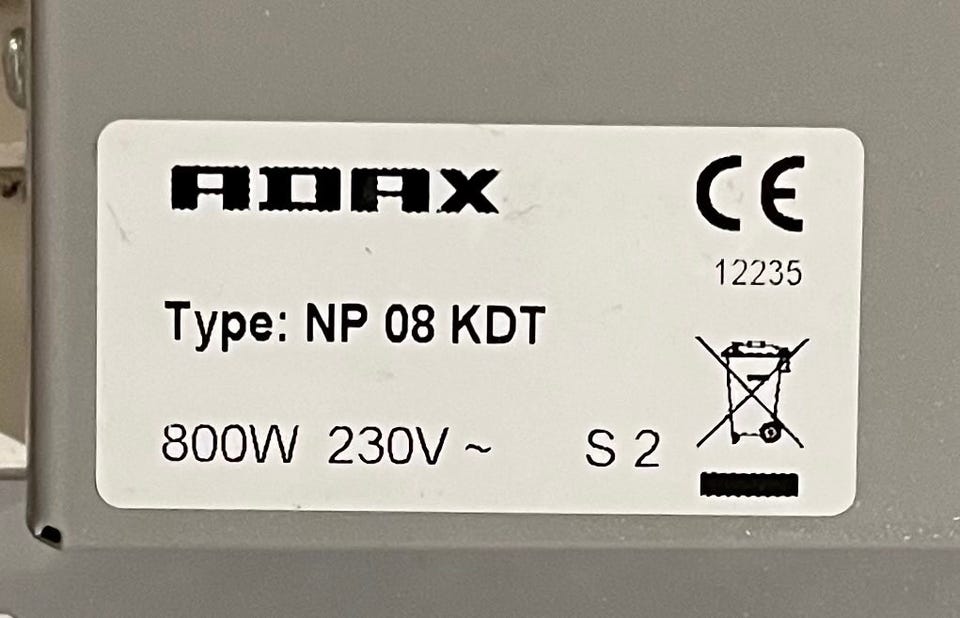 ADAX
CE
12235
Type: NP 08 KDT
800W 230V ~ S 2